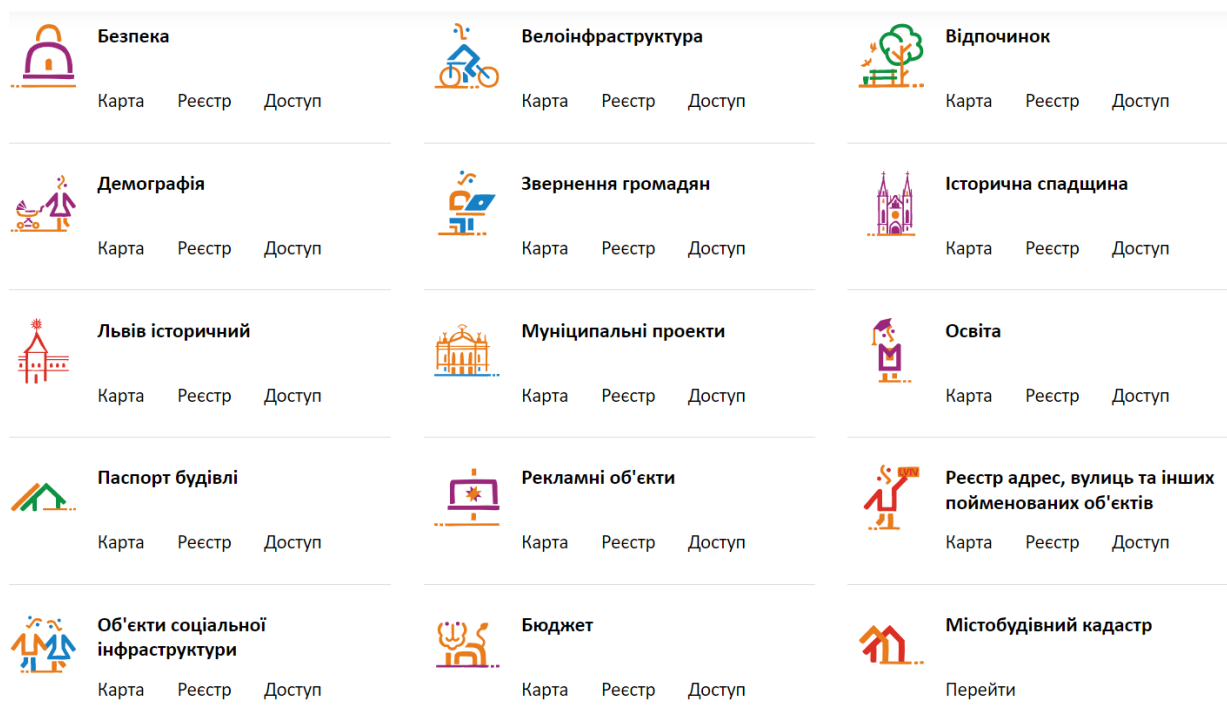 Безпека
Карта Реєстр Доступ
Велоінфраструктура
Карта Реєстр Доступ
Відпочинок
Карта Реєстр Доступ
Демографія
Карта Реєстр Доступ
Звернення громадян
Карта Реєстр Доступ
Історична спадщина
Карта Реєстр Доступ
Львів історичний
Карта Реєстр Доступ
Муніципальні проекти
Карта Реєстр Доступ
Освіта
Карта Реєстр Доступ
Паспорт будівлі
Карта Реєстр Доступ
Рекламні об'єкти
Карта Реєстр Доступ
LVIV
Реєстр адрес, вулиць та інших
пойменованих об'єктів
Карта Реєстр Доступ
Об'єкти соціальної
інфраструктури
Карта Реєстр Доступ
Бюджет
Карта Реєстр Доступ
Містобудівний кадастр
Перейти